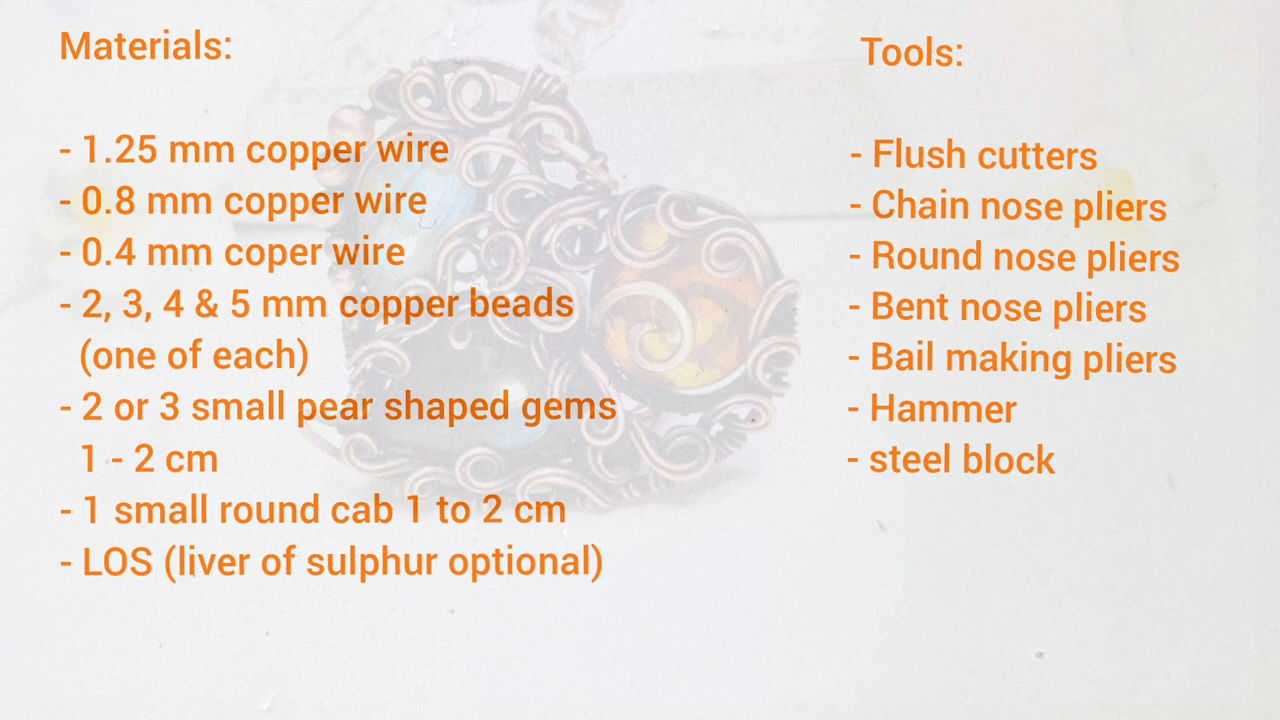 Materials:
- 1.25 mm copper wire
- 0.8 mm copper wire
- 0.4 mm coper wire
- 2, 3, 4 & 5 mm copper beads
(one of each)
- 2 or 3 small pear shaped gems
1 - 2 cm
- 1 small round cab 1 to 2 cm
- LOS (liver of sulphur optional)
Tools:
- Flush cutters
- Chain nose pliers
- Round nose pliers
- Bent nose pliers
- Bail making pliers
- Hammer
- steel block